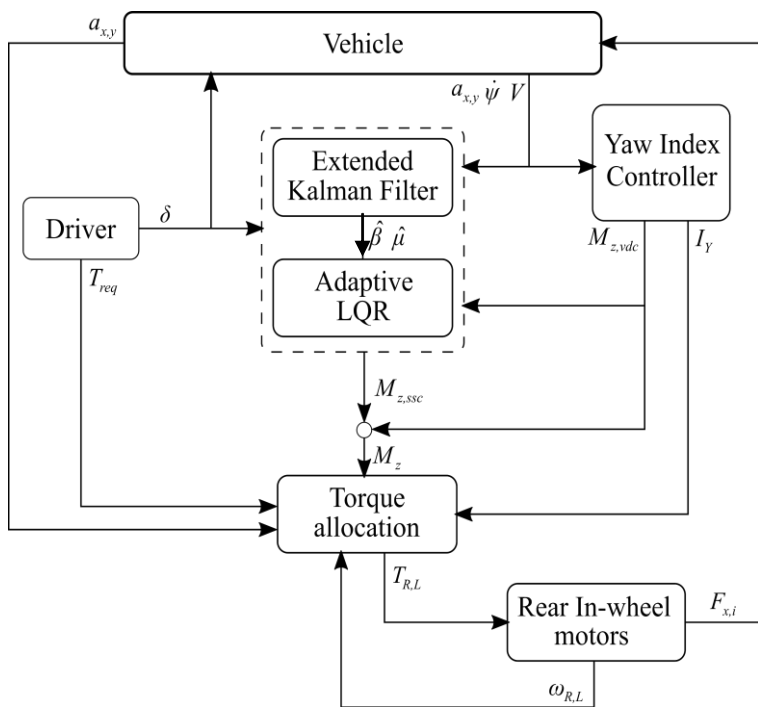 a_{x,y}
Vehicle
a_{x,y} ψ̇ V
Extended
Kalman Filter
Yaw Index
Controller
Driver
δ
β̂ μ̂
M_{z,vdc}
I_Y
T_{req}
Adaptive
LQR
M_{z,ssc}
M_z
Torque
allocation
T_{R,L}
Rear In-wheel
motors
F_{x,i}
ω_{R,L}